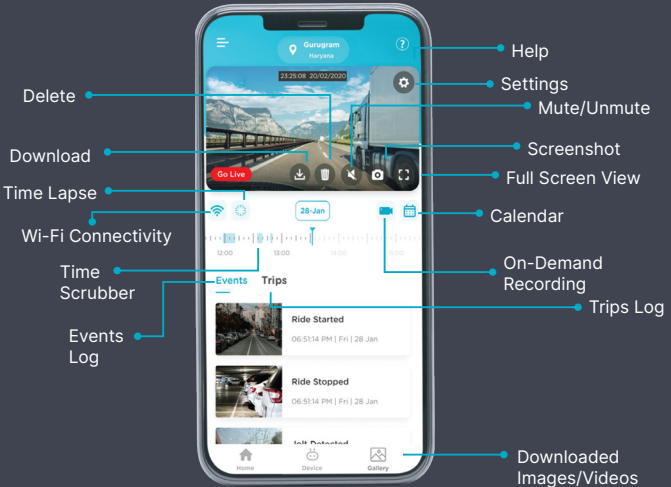 Gurugram
Haryana
Help
23:25:08 20/02/2020
Settings
Delete
Mute/Unmute
Download
Screenshot
Go Live
Full Screen View
Time Lapse
28-Jan
Calendar
Wi-Fi Connectivity
12:00 13:00 14:00 15:00
Time
Scrubber
On-Demand
Recording
Events Trips
Trips Log
Events
Log
Ride Started
06:51:14 PM | Fri | 28 Jan
Ride Stopped
06:51:14 PM | Fri | 28 Jan
Jolt Detected
Home Device Gallery
Downloaded
Images/Videos